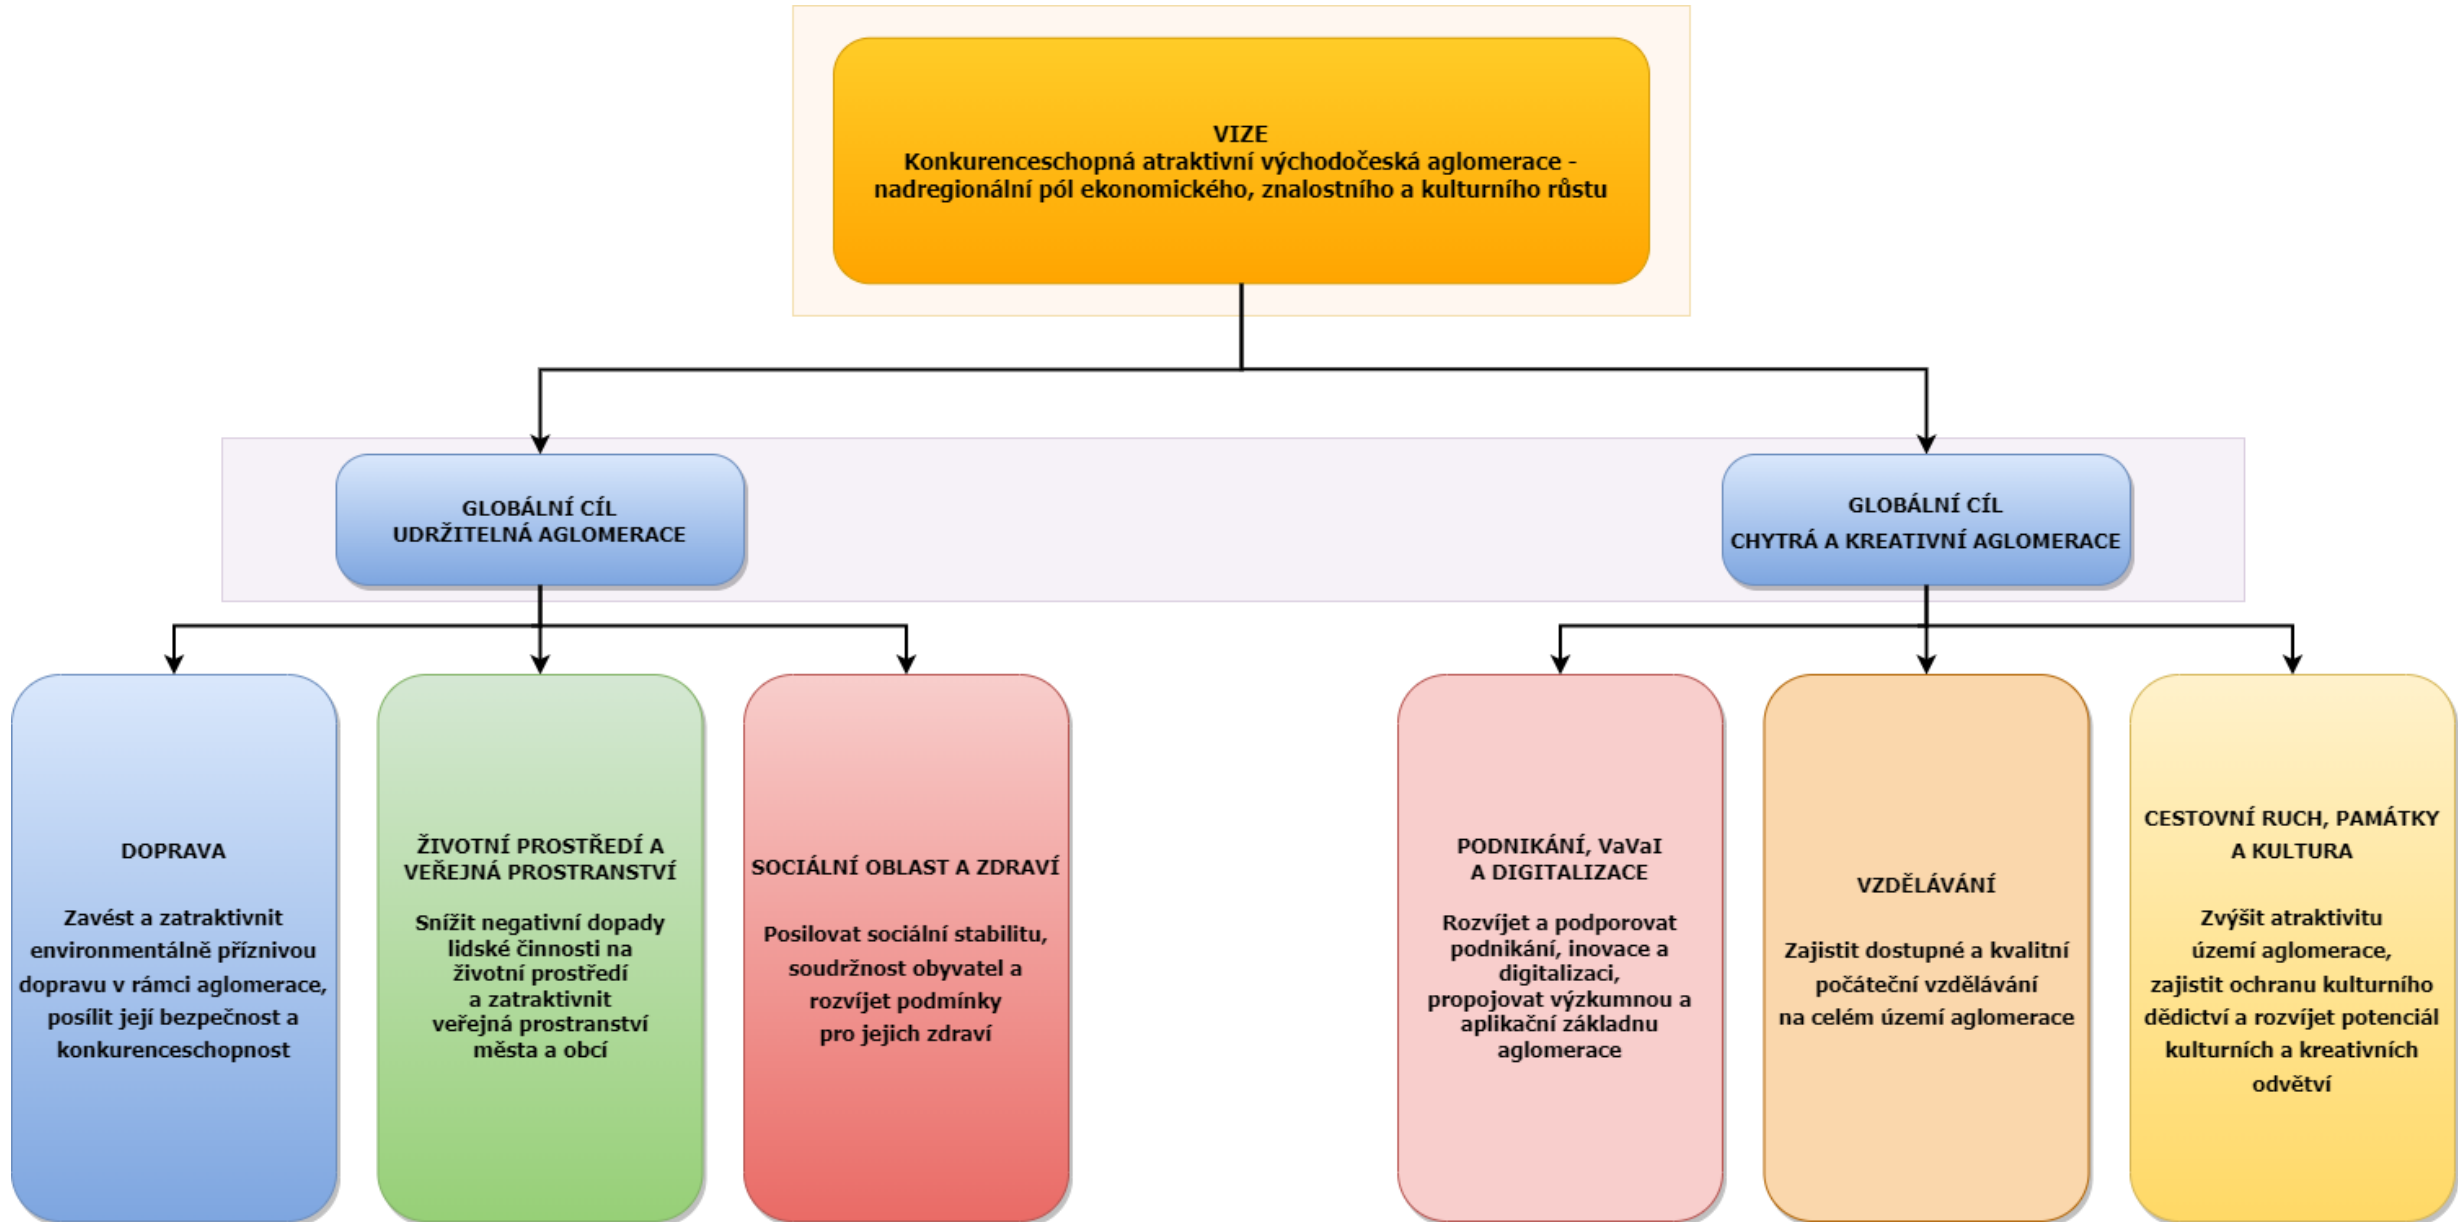 VIZE
Konkurenceschopná atraktivní východočeská aglomerace -
nadregionální pól ekonomického, znalostního a kulturního růstu
GLOBÁLNÍ CÍL
UDRŽITELNÁ AGLOMERACE
GLOBÁLNÍ CÍL
CHYTRÁ A KREATIVNÍ AGLOMERACE
DOPRAVA
Zavést a zatraktivnit
environmentálně příznivou
dopravu v rámci aglomerace,
posílit její bezpečnost a
konkurenceschopnost
ŽIVOTNÍ PROSTŘEDÍ A
VEŘEJNÁ PROSTRANSTVÍ
Snížit negativní dopady
lidské činnosti na
životní prostředí
a zatraktivnit
veřejná prostranství
města a obcí
SOCIÁLNÍ OBLAST A ZDRAVÍ
Posilovat sociální stabilitu,
soudržnost obyvatel a
rozvíjet podmínky
pro jejich zdraví
PODNIKÁNÍ, VaVaI
A DIGITALIZACE
Rozvíjet a podporovat
podnikání, inovace a
digitalizaci,
propojovat výzkumnou a
aplikační základnu
aglomerace
VZDĚLÁVÁNÍ
Zajistit dostupné a kvalitní
počáteční vzdělávání
na celém území aglomerace
CESTOVNÍ RUCH, PAMÁTKY
A KULTURA
Zvýšit atraktivitu
území aglomerace,
zajistit ochranu kulturního
dědictví a rozvíjet potenciál
kulturních a kreativních
odvětví